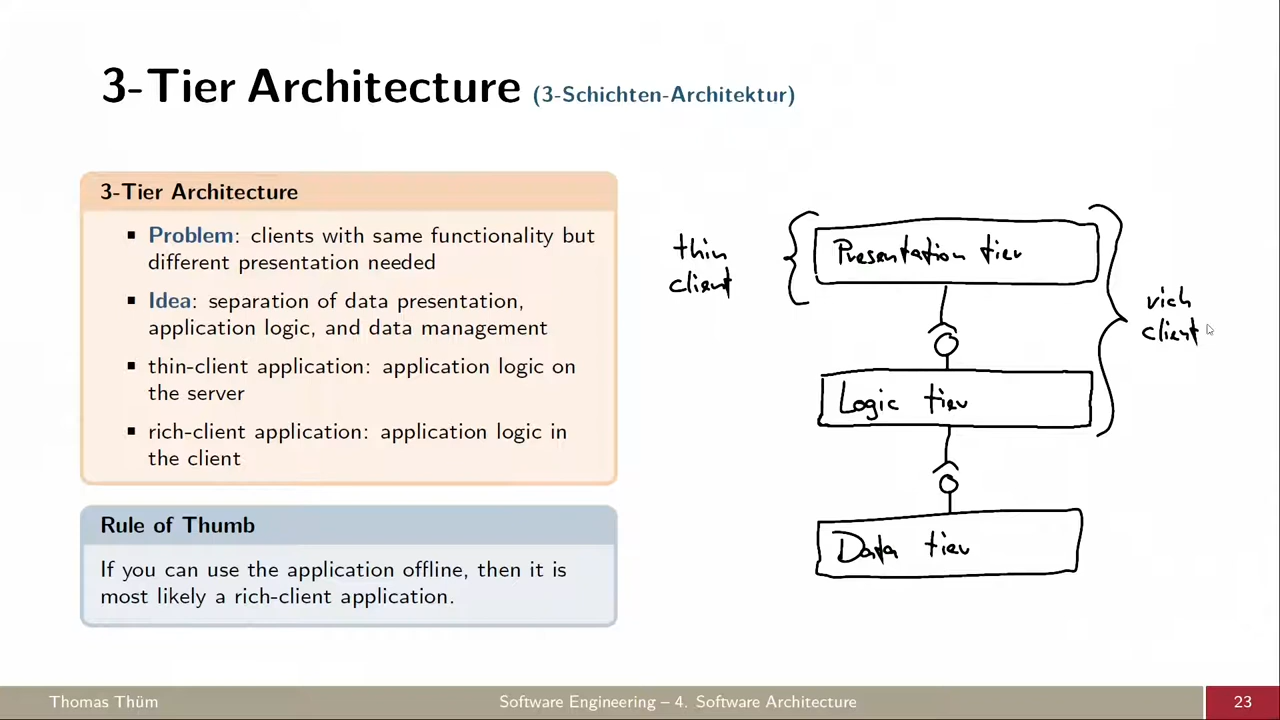 3-Tier Architecture (3-Schichten-Architektur)
3-Tier Architecture
▪ Problem: clients with same functionality but
different presentation needed
▪ Idea: separation of data presentation,
application logic, and data management
▪ thin-client application: application logic on
the server
▪ rich-client application: application logic in
the client
Rule of Thumb
If you can use the application offline, then it is
most likely a rich-client application.
thin
client
Presentation tier
rich
client
Logic tier
Data tier
Thomas Thüm
Software Engineering – 4. Software Architecture
23